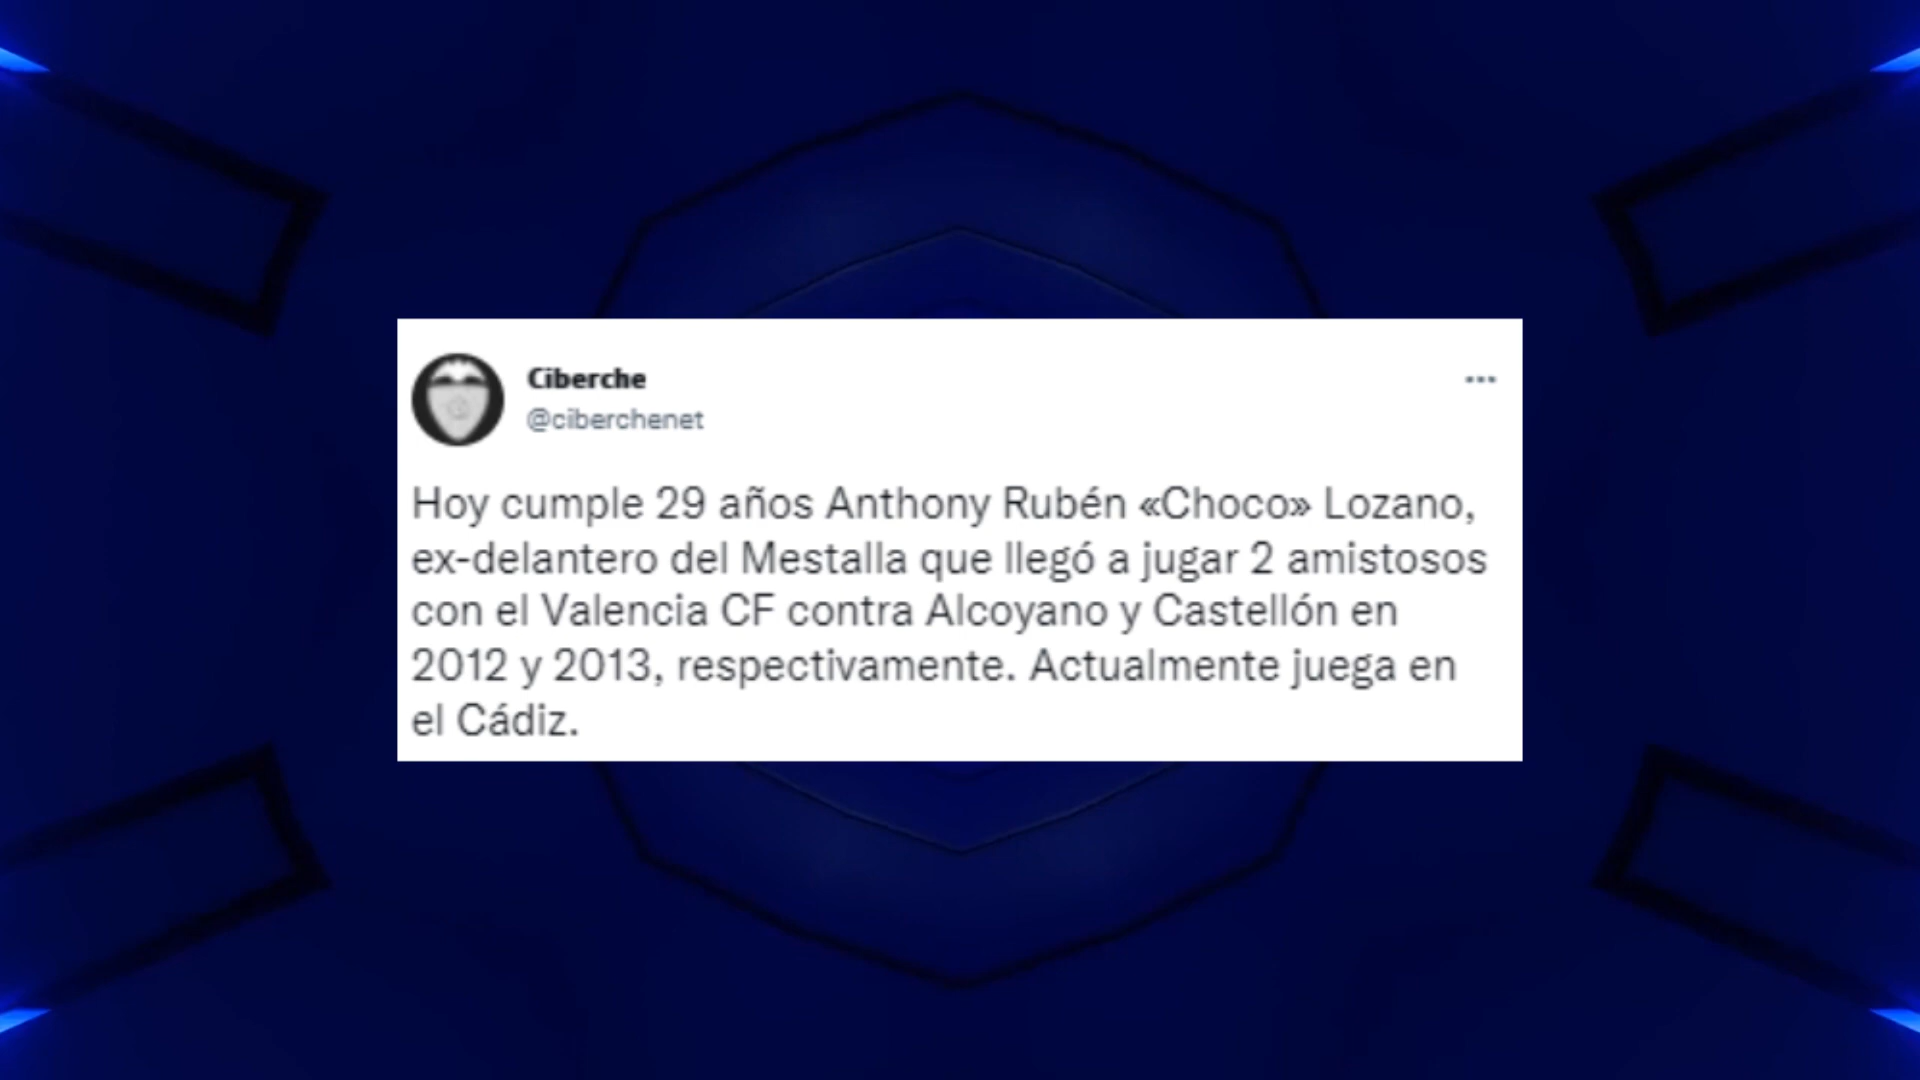 Ciberche
@ciberchenet
Hoy cumple 29 años Anthony Rubén «Choco» Lozano,
ex-delantero del Mestalla que llegó a jugar 2 amistosos
con el Valencia CF contra Alcoyano y Castellón en
2012 y 2013, respectivamente. Actualmente juega en
el Cádiz.